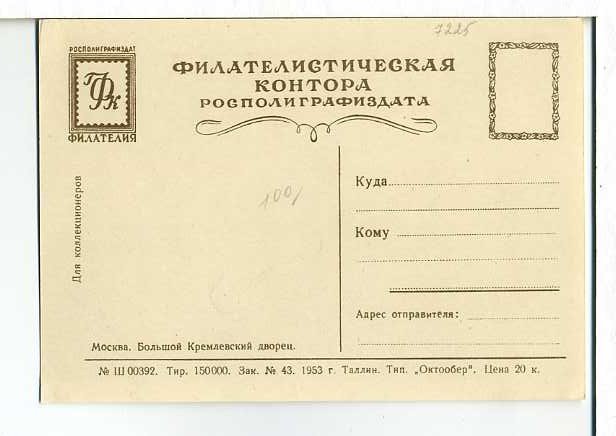 7225
РОСПОЛИГРАФИЗДАТ
ГФК
ФИЛАТЕЛИЯ
ФИЛАТЕЛИСТИЧЕСКАЯ
КОНТОРА
РОСПОЛИГРАФИЗДАТА
Для коллекционеров
100/
Куда
Кому
Адрес отправителя:
Москва. Большой Кремлевский дворец.
№ Ш 00392. Тир. 150000. Зак. № 43. 1953 г. Таллин. Тип. „Октообер". Цена 20 к.